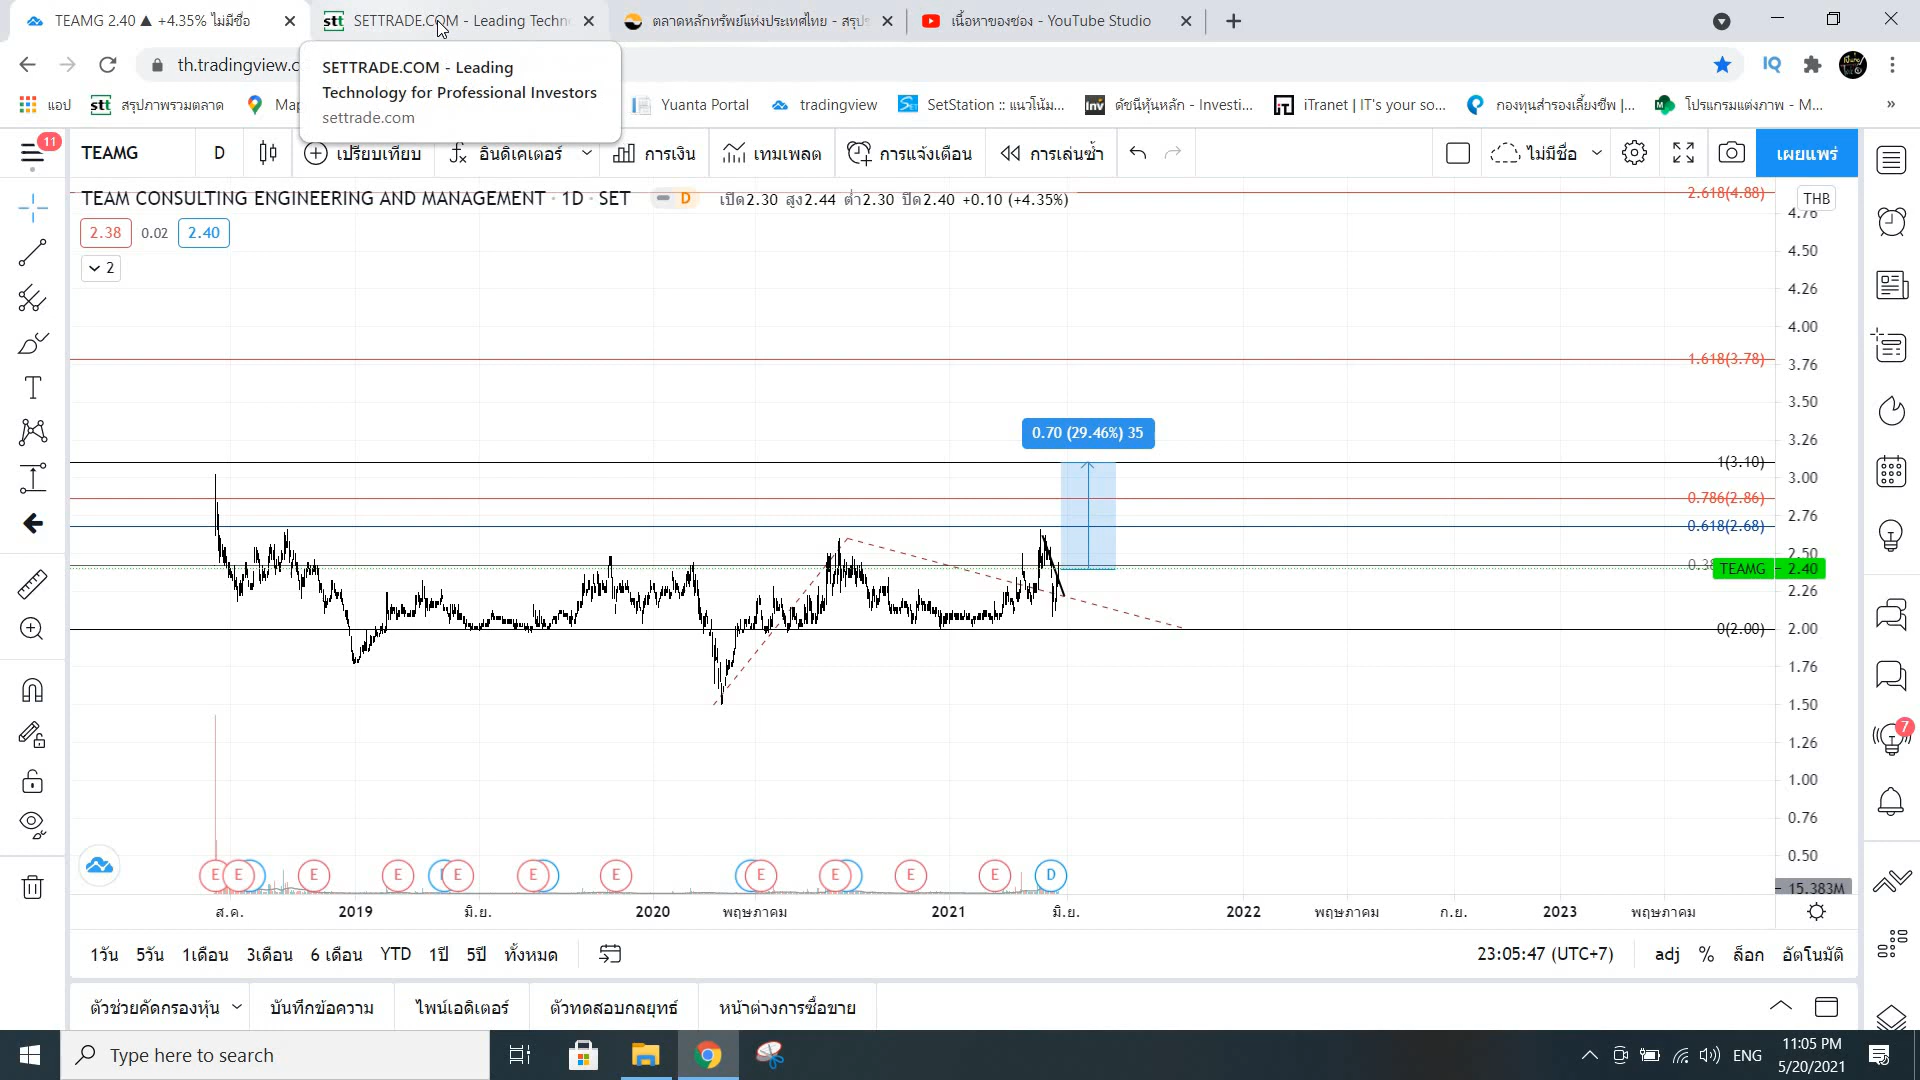 TEAMG 2.40 ▲ +4.35% ไม่มีชื่อ
SETTRADE.COM - Leading Techn
ตลาดหลักทรัพย์แห่งประเทศไทย - สรุป
เนื้อหาของช่อง - YouTube Studio
th.tradingview.c
SETTRADE.COM - Leading
Technology for Professional Investors
settrade.com
แอป
stt สรุปภาพรวมตลาด
Map
Yuanta Portal
tradingview
SetStation :: แนวโน้ม...
Inv ดัชนีหุ้นหลัก - Investi...
iTranet | IT's your so...
กองทุนสำรองเลี้ยงชีพ |...
โปรแกรมแต่งภาพ - M...
»
11
TEAMG
D
เปรียบเทียบ
อินดิเคเตอร์
การเงิน
เทมเพลต
การแจ้งเตือน
การเล่นซ้ำ
ไม่มีชื่อ
เผยแพร่
TEAM CONSULTING ENGINEERING AND MANAGEMENT · 1D · SET
D
เปิด2.30 สูง2.44 ต่ำ2.30 ปิด2.40 +0.10 (+4.35%)
THB
2.38 0.02 2.40
2
2.618(4.88)
4.76
4.50
4.26
4.00
1.618(3.78)
3.76
3.50
0.70 (29.46%) 35
3.26
1(3.10)
3.00
0.786(2.86)
2.76
0.618(2.68)
2.50
0.38
TEAMG 2.40
2.26
0(2.00)
2.00
1.76
1.50
1.26
1.00
0.76
0.50
7
E E E E E E E E E E E D
15.383M
ส.ค. 2019 มิ.ย. 2020 พฤษภาคม 2021 มิ.ย. 2022 พฤษภาคม ก.ย. 2023 พฤษภาคม
1วัน 5วัน 1เดือน 3เดือน 6 เดือน YTD 1ปี 5ปี ทั้งหมด
23:05:47 (UTC+7) adj % ล็อก อัตโนมัติ
ตัวช่วยคัดกรองหุ้น บันทึกข้อความ ไพน์เอดิเตอร์ ตัวทดสอบกลยุทธ์ หน้าต่างการซื้อขาย
Type here to search
ENG
11:05 PM
5/20/2021